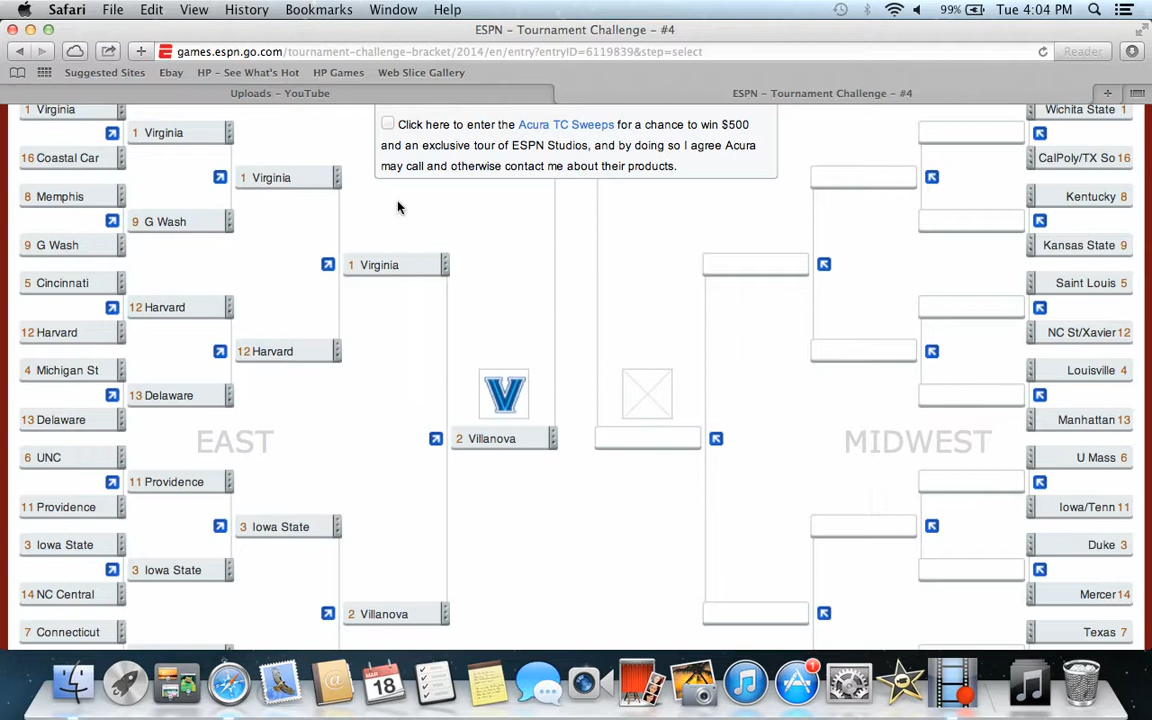 Safari File Edit View History Bookmarks Window Help 99% Tue 4:04 PM
ESPN - Tournament Challenge - #4
games.espn.go.com/tournament-challenge-bracket/2014/en/entry?entryID=6119839&step=select Reader
Suggested Sites Ebay HP - See What's Hot HP Games Web Slice Gallery
Uploads - YouTube ESPN - Tournament Challenge - #4
1 Virginia
1 Virginia
16 Coastal Car
1 Virginia
8 Memphis
9 G Wash
9 G Wash
1 Virginia
5 Cincinnati
12 Harvard
12 Harvard
12 Harvard
4 Michigan St
13 Delaware
13 Delaware
EAST
2 Villanova
6 UNC
11 Providence
11 Providence
3 Iowa State
3 Iowa State
3 Iowa State
14 NC Central
2 Villanova
7 Connecticut
Click here to enter the Acura TC Sweeps for a chance to win $500
and an exclusive tour of ESPN Studios, and by doing so I agree Acura
may call and otherwise contact me about their products.
V
Wichita State 1
CalPoly/TX So 16
Kentucky 8
Kansas State 9
Saint Louis 5
NC St/Xavier 12
Louisville 4
Manhattan 13
MIDWEST
U Mass 6
Iowa/Tenn 11
Duke 3
Mercer 14
Texas 7
MAR
18
1